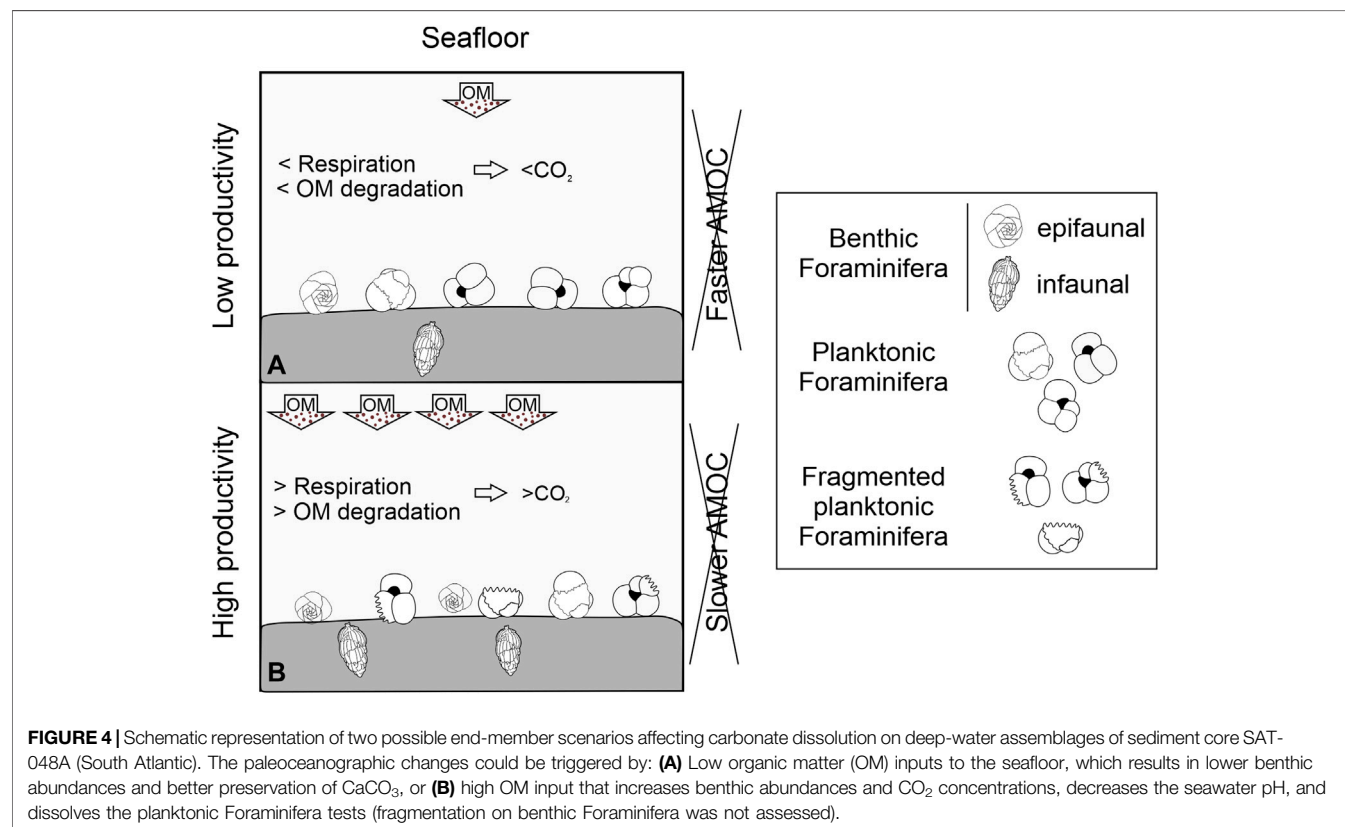 Seafloor
Low productivity
OM
< Respiration
< OM degradation
<CO₂
A
Faster AMOC
High productivity
OM OM OM OM
> Respiration
> OM degradation
>CO₂
B
Slower AMOC
Benthic
Foraminifera
epifaunal
infaunal
Planktonic
Foraminifera
Fragmented
planktonic
Foraminifera
FIGURE 4 | Schematic representation of two possible end-member scenarios affecting carbonate dissolution on deep-water assemblages of sediment core SAT-
048A (South Atlantic). The paleoceanographic changes could be triggered by: (A) Low organic matter (OM) inputs to the seafloor, which results in lower benthic
abundances and better preservation of CaCO₃, or (B) high OM input that increases benthic abundances and CO₂ concentrations, decreases the seawater pH, and
dissolves the planktonic Foraminifera tests (fragmentation on benthic Foraminifera was not assessed).